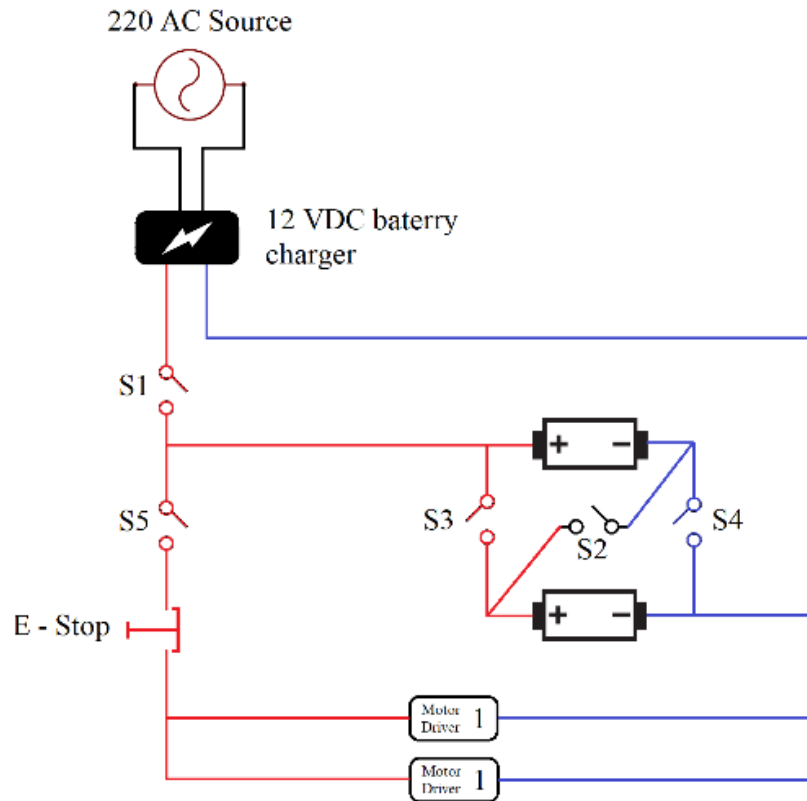 220 AC Source
12 VDC baterry
charger
S1
+ −
S5
S3
S2
S4
E - Stop
+ −
Motor
Driver 1
Motor
Driver 1